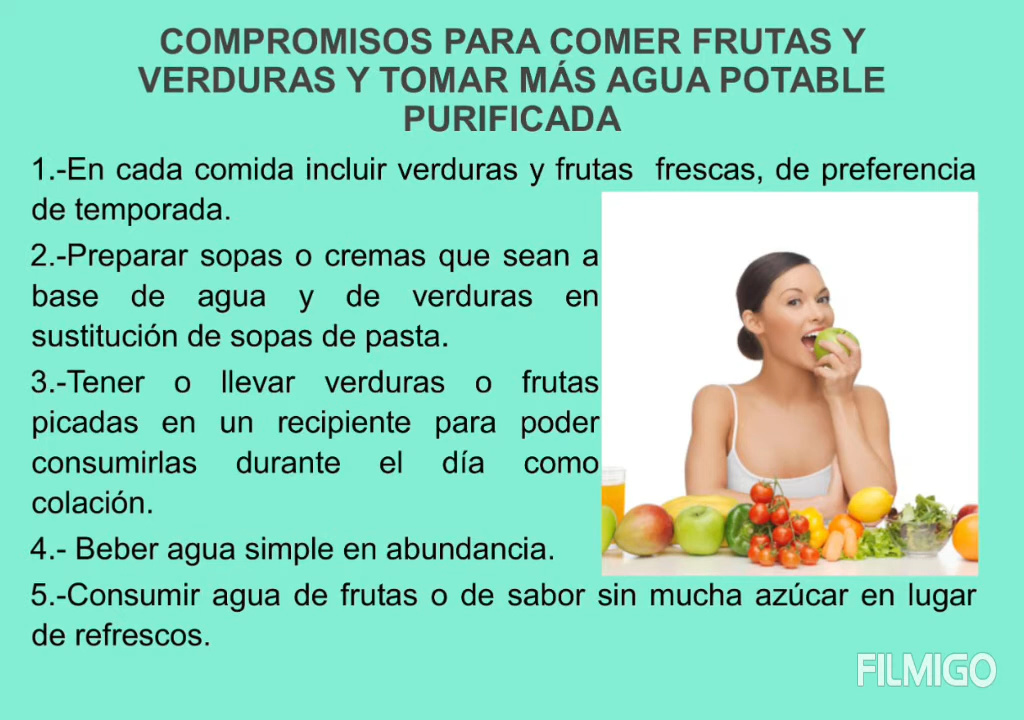 COMPROMISOS PARA COMER FRUTAS Y
VERDURAS Y TOMAR MÁS AGUA POTABLE
PURIFICADA
1.-En cada comida incluir verduras y frutas  frescas, de preferencia
de temporada.
2.-Preparar sopas o cremas que sean a
base de agua y de verduras en
sustitución de sopas de pasta.
3.-Tener o llevar verduras o frutas
picadas en un recipiente para poder
consumirlas durante el día como
colación.
4.- Beber agua simple en abundancia.
5.-Consumir agua de frutas o de sabor sin mucha azúcar en lugar
de refrescos.
FILMIGO